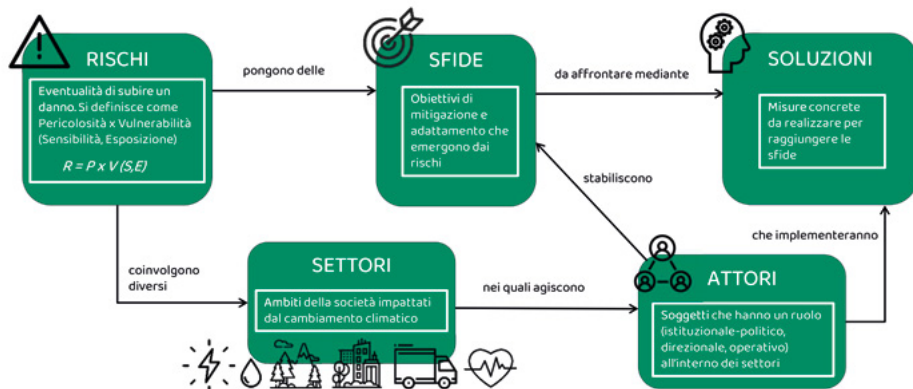 RISCHI
Eventualità di subire un
danno. Si definisce come
Pericolosità x Vulnerabilità
(Sensibilità, Esposizione)
R = P x V (S,E)
pongono delle
SFIDE
Obiettivi di
mitigazione e
adattamento che
emergono dai
rischi
da affrontare mediante
SOLUZIONI
Misure concrete
da realizzare per
raggiungere le
sfide
stabiliscono
che implementeranno
coinvolgono
diversi
SETTORI
Ambiti della società impattati
dal cambiamento climatico
nei quali agiscono
ATTORI
Soggetti che hanno un ruolo
(istituzionale-politico,
direzionale, operativo)
all'interno dei settori